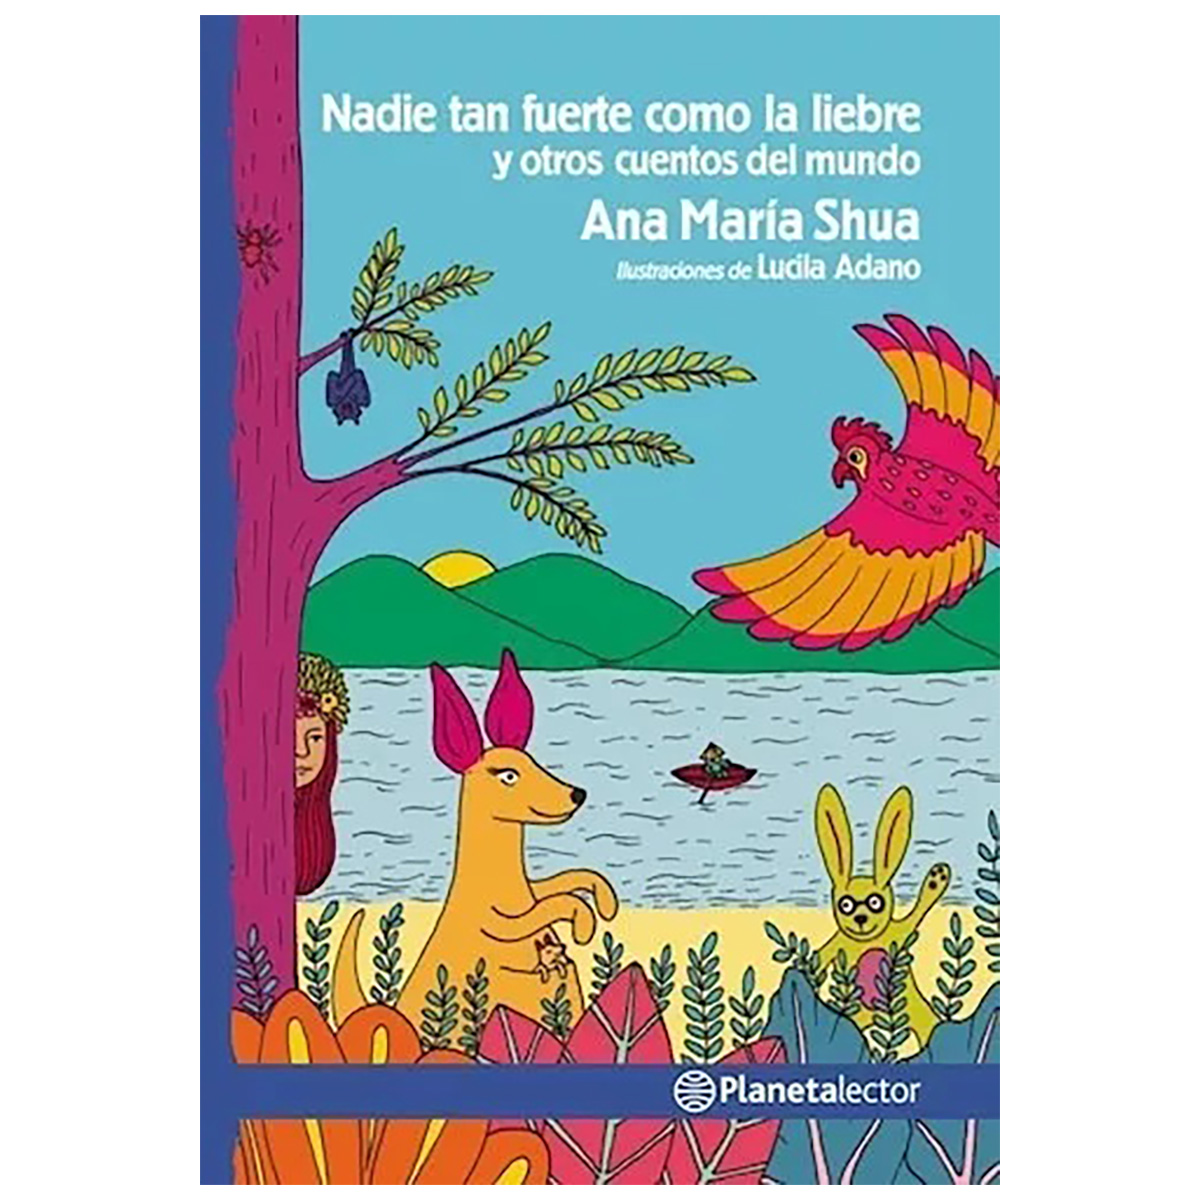 Nadie tan fuerte como la liebre
y otros cuentos del mundo
Ana María Shua
Ilustraciones de Lucila Adano
Planetalector